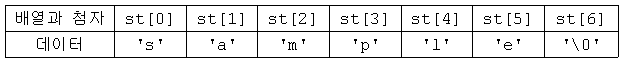 배열과 첨자 st[0] st[1] st[2] st[3] st[4] st[5] st[6]
데이터 's' 'a' 'm' 'p' 'l' 'e' '\0'